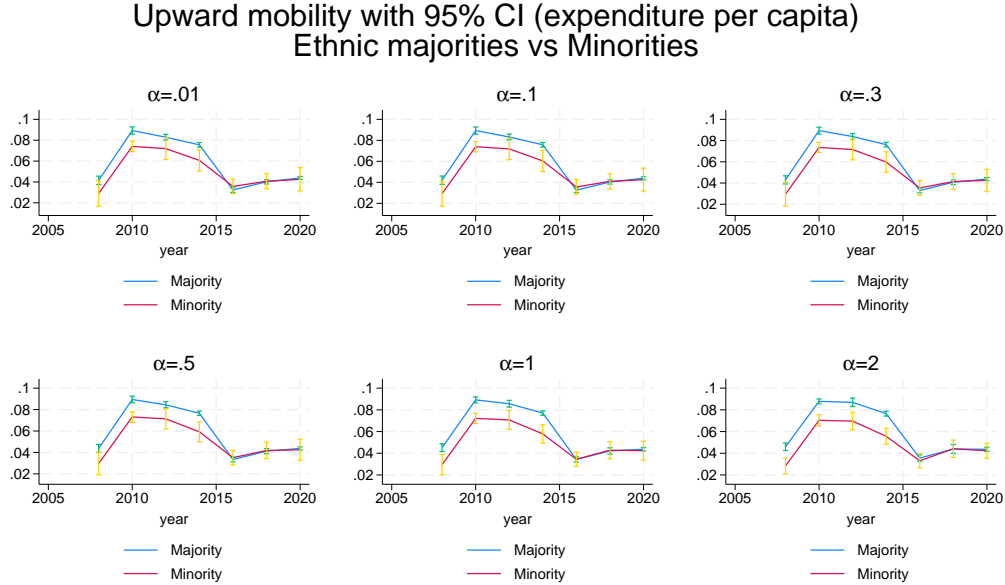 Upward mobility with 95% CI (expenditure per capita)
Ethnic majorities vs Minorities
α=.01
.1
.08
.06
.04
.02
2005 2010 2015 2020
year
Majority
Minority
α=.1
.1
.08
.06
.04
.02
2005 2010 2015 2020
year
Majority
Minority
α=.3
.1
.08
.06
.04
.02
2005 2010 2015 2020
year
Majority
Minority
α=.5
.1
.08
.06
.04
.02
2005 2010 2015 2020
year
Majority
Minority
α=1
.1
.08
.06
.04
.02
2005 2010 2015 2020
year
Majority
Minority
α=2
.1
.08
.06
.04
.02
2005 2010 2015 2020
year
Majority
Minority